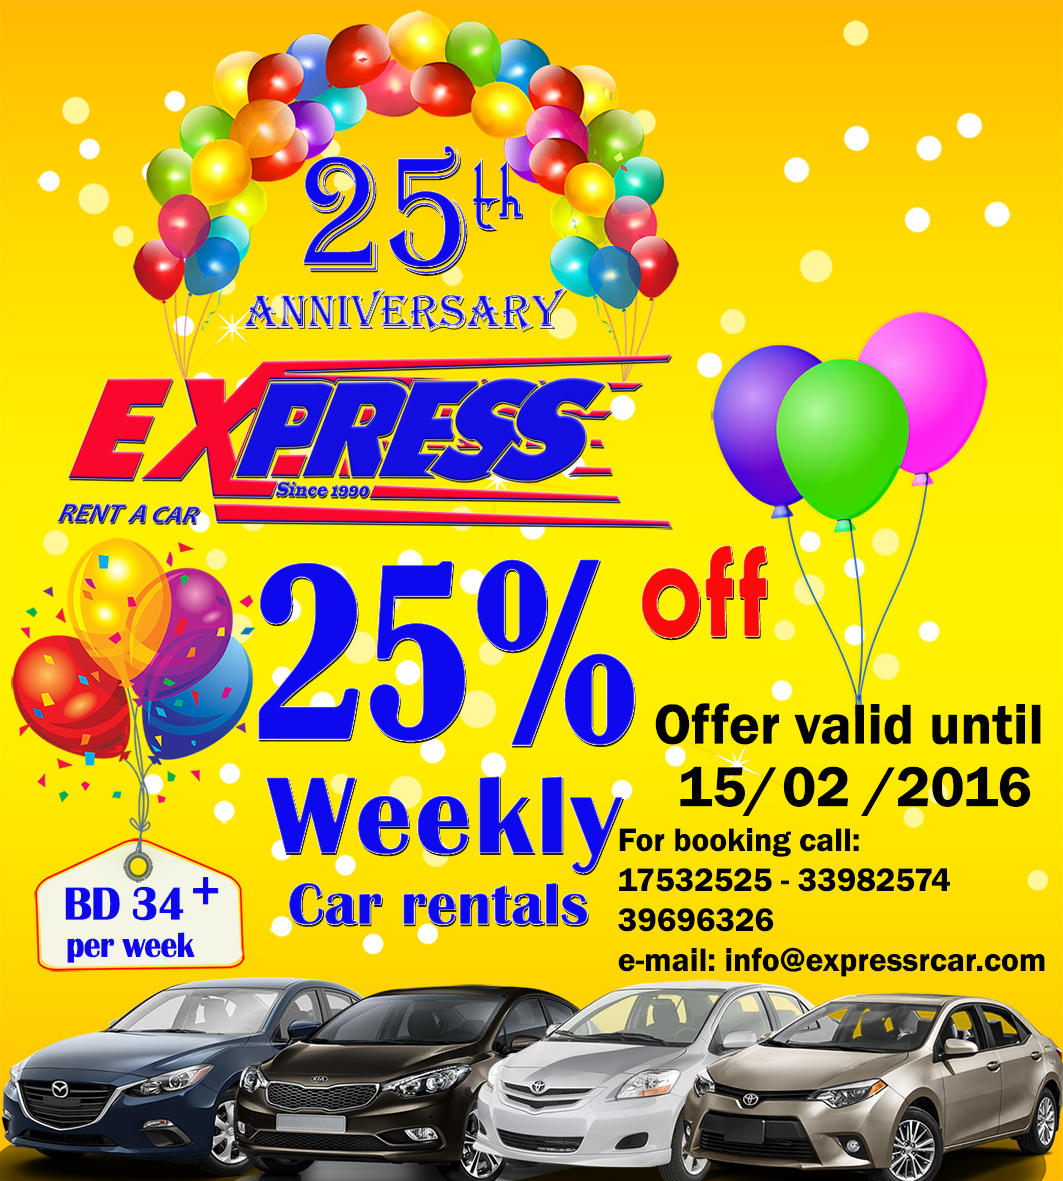 25th
ANNIVERSARY
EXPRESS
Since 1990
RENT A CAR
25% off
Weekly
Car rentals
BD 34+
per week
Offer valid until
15/ 02 /2016
For booking call:
17532525 - 33982574
39696326
e-mail: info@expressrcar.com
KIA